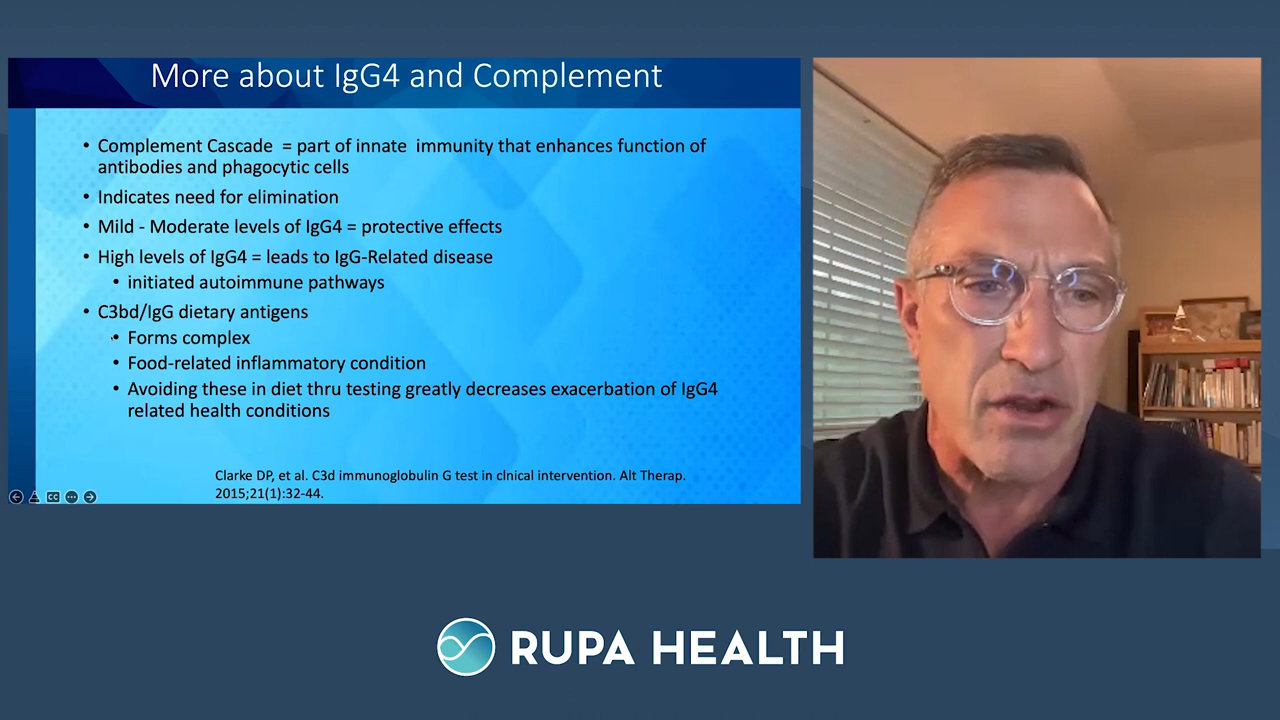 More about IgG4 and Complement
• Complement Cascade = part of innate immunity that enhances function of
antibodies and phagocytic cells
• Indicates need for elimination
• Mild - Moderate levels of IgG4 = protective effects
• High levels of IgG4 = leads to IgG-Related disease
• initiated autoimmune pathways
• C3bd/IgG dietary antigens
• Forms complex
• Food-related inflammatory condition
• Avoiding these in diet thru testing greatly decreases exacerbation of IgG4
related health conditions
Clarke DP, et al. C3d immunoglobulin G test in clnical intervention. Alt Therap.
2015;21(1):32-44.
CC
RUPA HEALTH